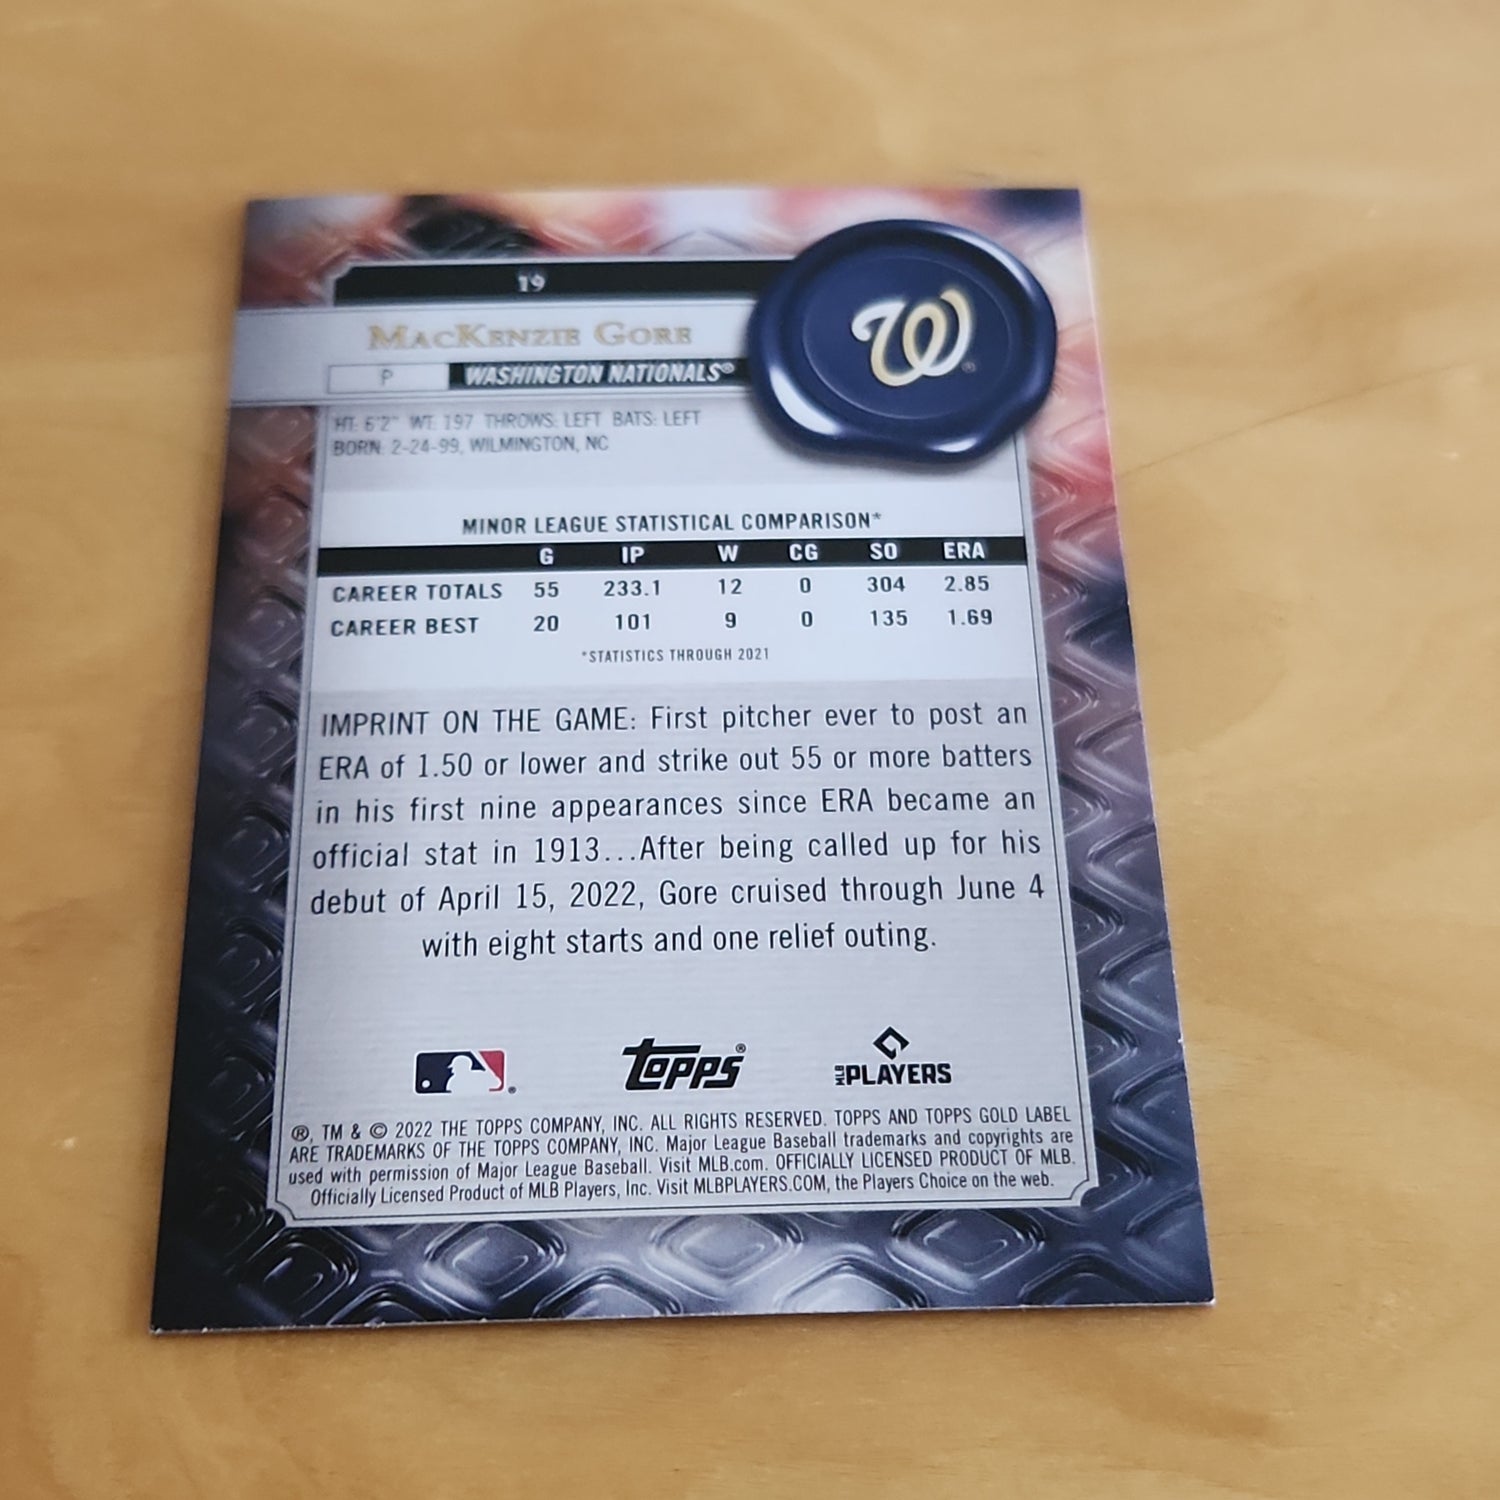 19
MacKenzie Gore
P
WASHINGTON NATIONALS®
W®
HT: 6'2" WT: 197 THROWS: LEFT BATS: LEFT
BORN: 2-24-99, WILMINGTON, NC
MINOR LEAGUE STATISTICAL COMPARISON*
G IP W CG SO ERA
CAREER TOTALS 55 233.1 12 0 304 2.85
CAREER BEST 20 101 9 0 135 1.69
*STATISTICS THROUGH 2021
IMPRINT ON THE GAME: First pitcher ever to post an
ERA of 1.50 or lower and strike out 55 or more batters
in his first nine appearances since ERA became an
official stat in 1913...After being called up for his
debut of April 15, 2022, Gore cruised through June 4
with eight starts and one relief outing.
®
topps®
MLB PLAYERS
®, TM & © 2022 THE TOPPS COMPANY, INC. ALL RIGHTS RESERVED. TOPPS AND TOPPS GOLD LABEL
ARE TRADEMARKS OF THE TOPPS COMPANY, INC. Major League Baseball trademarks and copyrights are
used with permission of Major League Baseball. Visit MLB.com. OFFICIALLY LICENSED PRODUCT OF MLB.
Officially Licensed Product of MLB Players, Inc. Visit MLBPLAYERS.COM, the Players Choice on the web.